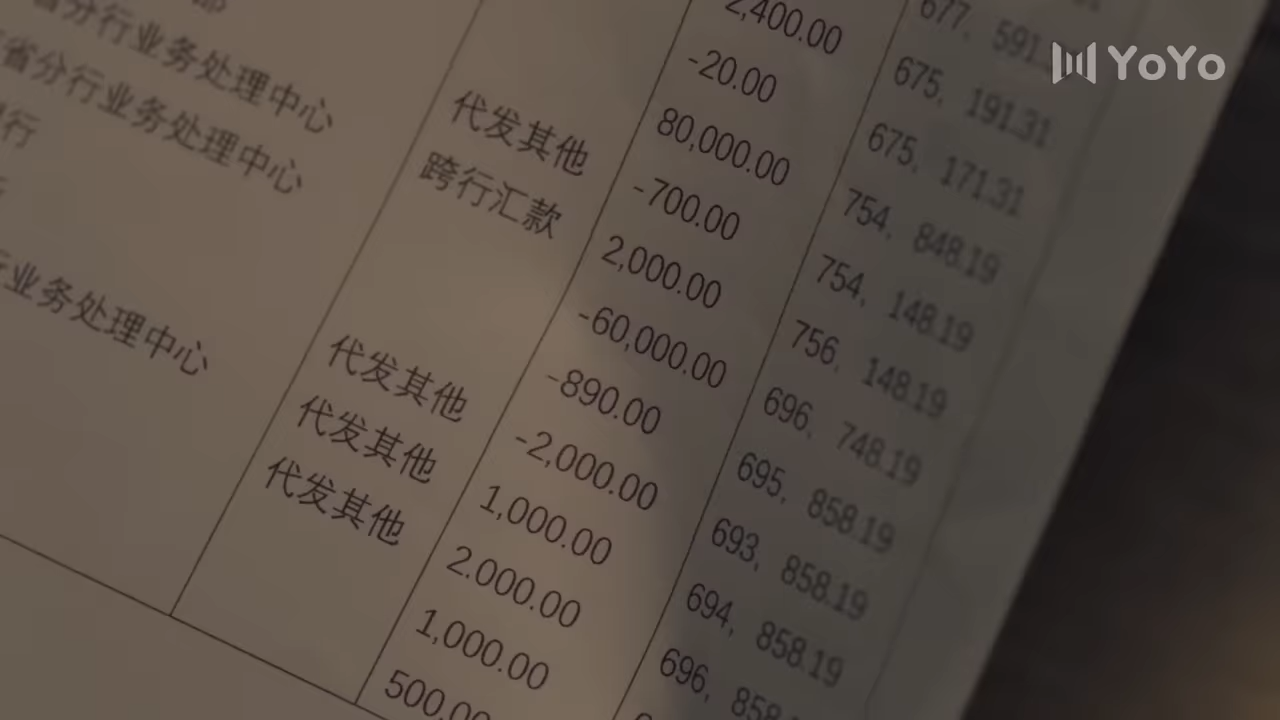 677, 591
2,400.00 675, 191.31
-20.00 675, 171.31
80,000.00 754, 848.19
代发其他 -700.00 754, 148.19
省分行业务处理中心 跨行汇款 2,000.00 756, 148.19
省分行业务处理中心 -60,000.00 696, 748.19
行 -890.00 695, 858.19
代发其他 -2,000.00 693, 858.19
行业务处理中心 代发其他 1,000.00 694, 858.19
代发其他 2.000.00 696, 858
1,000.00
500.00
YoYo